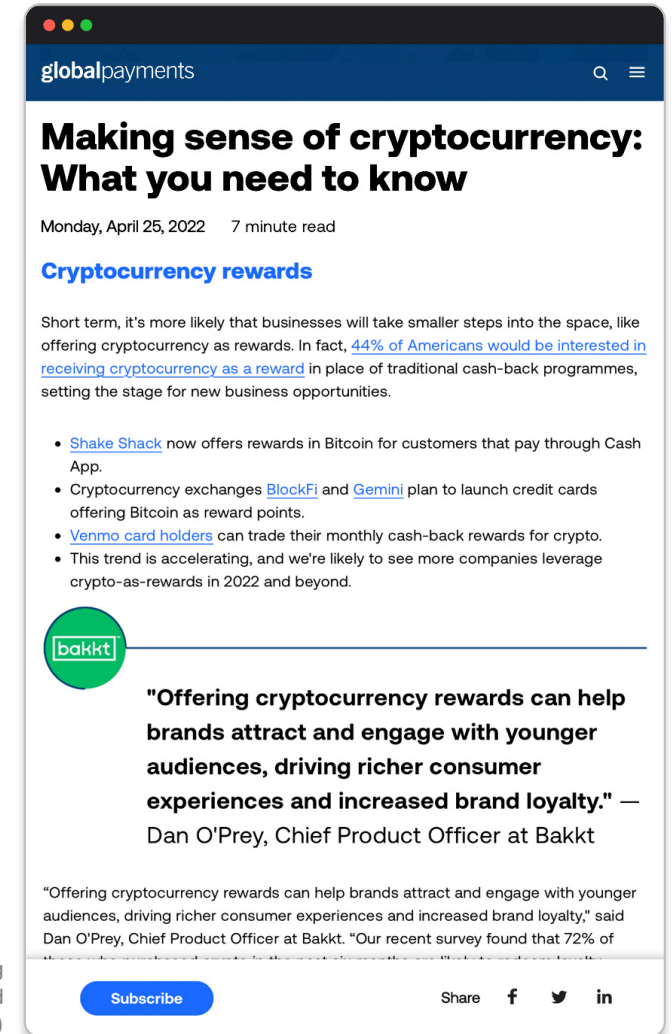 globalpayments
Making sense of cryptocurrency:
What you need to know
Monday, April 25, 2022 7 minute read
Cryptocurrency rewards
Short term, it's more likely that businesses will take smaller steps into the space, like
offering cryptocurrency as rewards. In fact, 44% of Americans would be interested in
receiving cryptocurrency as a reward in place of traditional cash-back programmes,
setting the stage for new business opportunities.
• Shake Shack now offers rewards in Bitcoin for customers that pay through Cash
App.
• Cryptocurrency exchanges BlockFi and Gemini plan to launch credit cards
offering Bitcoin as reward points.
• Venmo card holders can trade their monthly cash-back rewards for crypto.
• This trend is accelerating, and we're likely to see more companies leverage
crypto-as-rewards in 2022 and beyond.
bakkt
"Offering cryptocurrency rewards can help
brands attract and engage with younger
audiences, driving richer consumer
experiences and increased brand loyalty." —
Dan O'Prey, Chief Product Officer at Bakkt
“Offering cryptocurrency rewards can help brands attract and engage with younger
audiences, driving richer consumer experiences and increased brand loyalty," said
Dan O'Prey, Chief Product Officer at Bakkt. “Our recent survey found that 72% of
Subscribe
Share